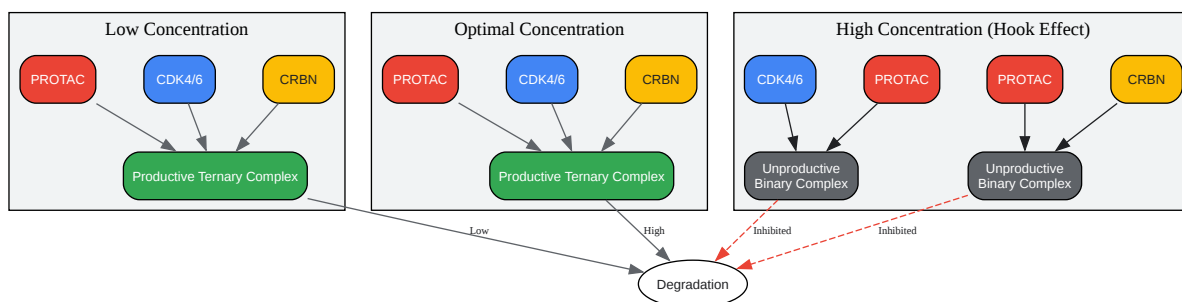 Low Concentration
Optimal Concentration
High Concentration (Hook Effect)
PROTAC
CDK4/6
CRBN
PROTAC
CDK4/6
CRBN
CDK4/6
PROTAC
PROTAC
CRBN
Productive Ternary Complex
Productive Ternary Complex
Unproductive
Binary Complex
Unproductive
Binary Complex
Low
High
Inhibited
Inhibited
Degradation